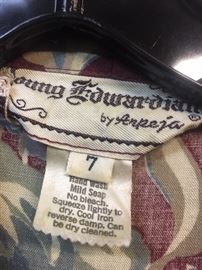 oung Edwardian
by Arpeja
7
Hand Wash
Mild Soap
No bleach.
Squeeze lightly to
dry. Cool Iron
reverse damp. Can
be dry cleaned.